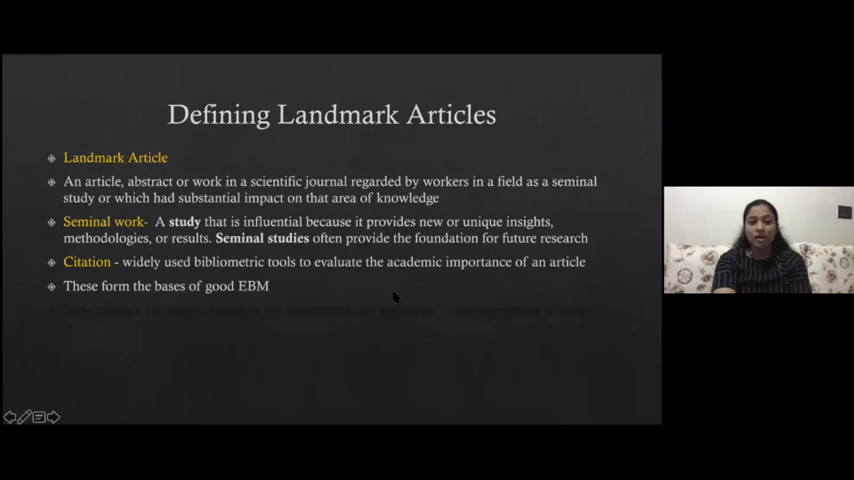 Defining Landmark Articles
Landmark Article
An article, abstract or work in a scientific journal regarded by workers in a field as a seminal
study or which had substantial impact on that area of knowledge
Seminal work- A study that is influential because it provides new or unique insights,
methodologies, or results. Seminal studies often provide the foundation for future research
Citation - widely used bibliometric tools to evaluate the academic importance of an article
These form the bases of good EBM